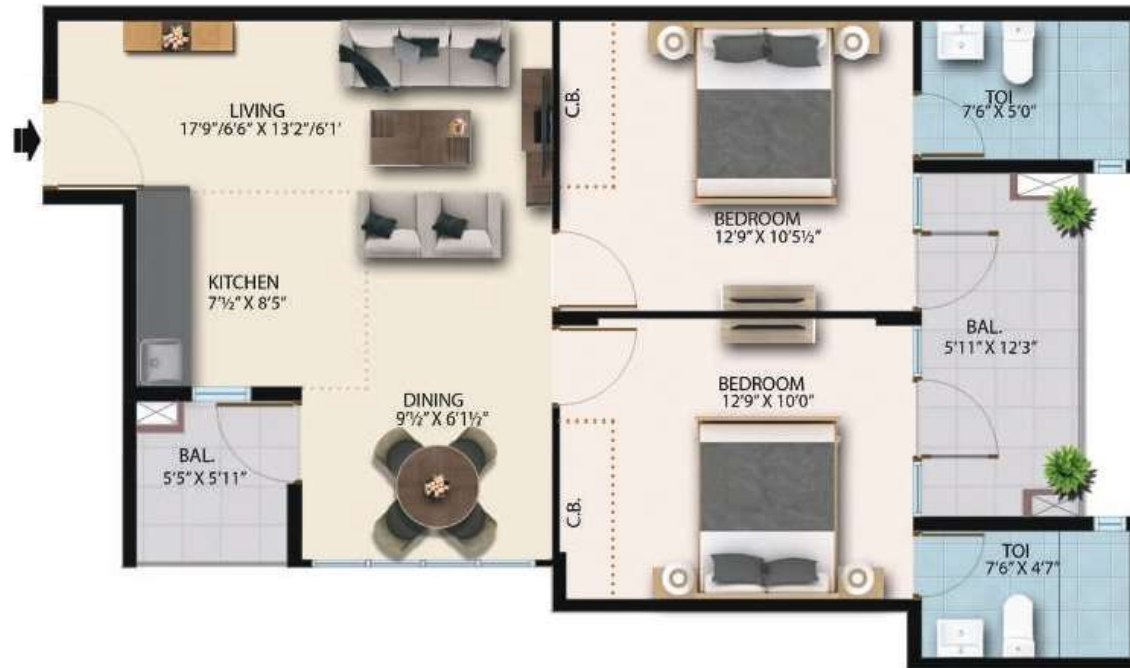 LIVING
17'9"/6'6" X 13'2"/6'1'
C.B.
TOI
7'6" X 5'0"
BEDROOM
12'9" X 10'5½"
KITCHEN
7'½" X 8'5"
BAL.
5'11" X 12'3"
BEDROOM
12'9" X 10'0"
DINING
9'½" X 6'1½"
BAL.
5'5" X 5'11"
C.B.
TOI
7'6" X 4'7"